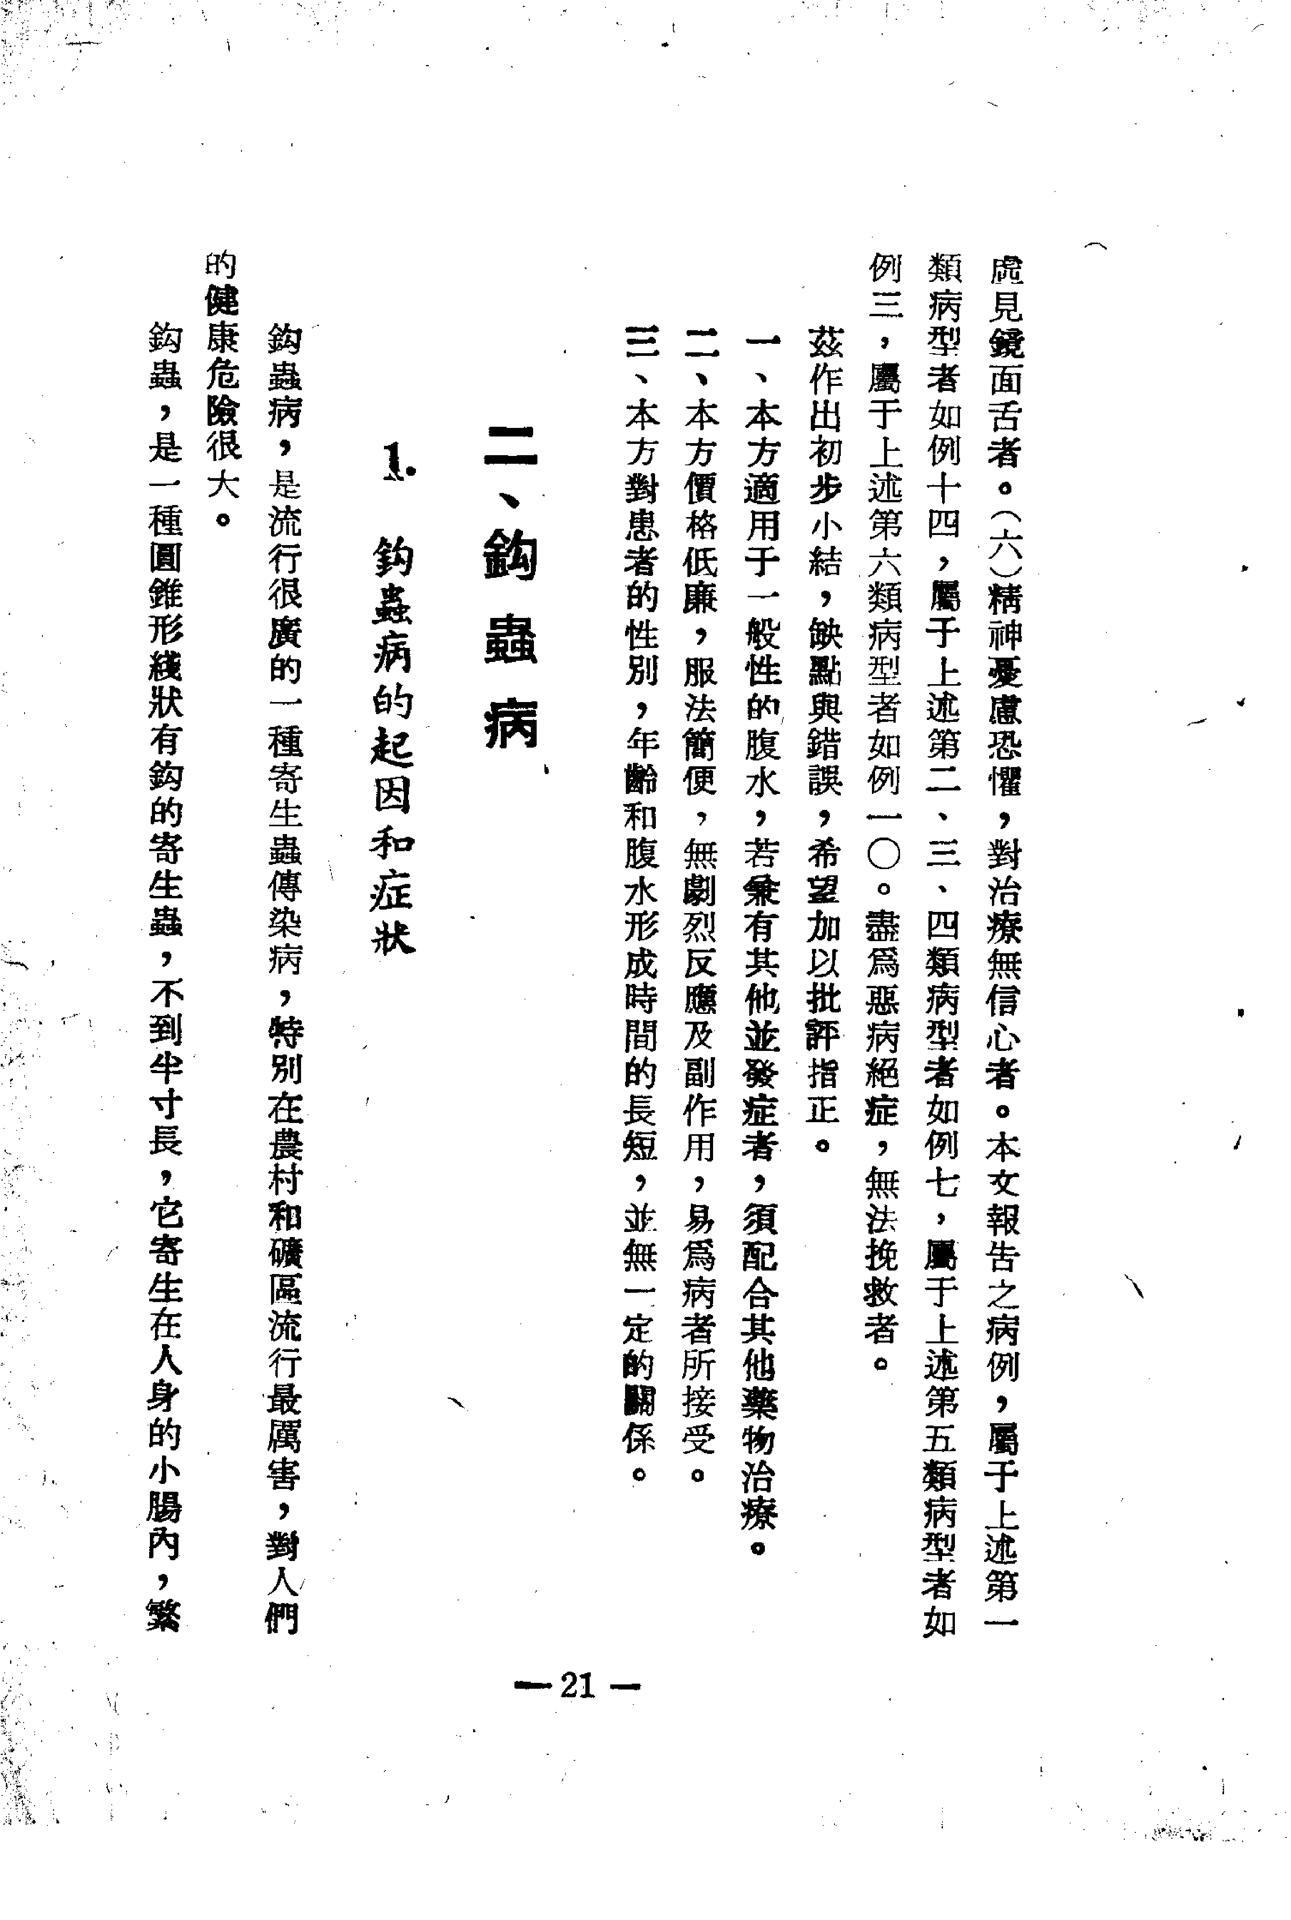 虛見鏡面舌者。（六）精神憂慮恐懼，對治療無信心者。本文報告之病例，屬于上述第一
類病型者如例十四，屬于上述第二、三、四類病型者如例七，屬于上述第五類病型者如
例三，屬于上述第六類病型者如例一〇。盡爲惡病絕症，無法挽救者。
茲作出初步小結，缺點與錯誤，希望加以批評指正。
一、本方適用于一般性的腹水，若兼有其他並發症者，須配合其他藥物治療。
二、本方價格低廉，服法簡便，無劇烈反應及副作用，易爲病者所接受。
三、本方對患者的性別，年齡和腹水形成時間的長短，並無一定的關係。
二、鈎蟲病
1. 鈎蟲病的起因和症狀
鈎蟲病，是流行很廣的一種寄生蟲傳染病，特別在農村和礦區流行最厲害，對人們
的健康危險很大。
鈎蟲，是一種圓錐形綫狀有鈎的寄生蟲，不到半寸長，它寄生在人身的小腸內，繁
— 21 —